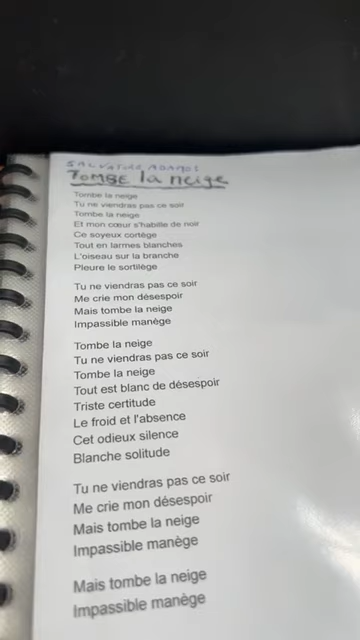 SALVATORE ADAMO!
TOMBE la neige
Tombe la neige
Tu ne viendras pas ce soir
Tombe la neige
Et mon cœur s'habille de noir
Ce soyeux cortège
Tout en larmes blanches
L'oiseau sur la branche
Pleure le sortilège
Tu ne viendras pas ce soir
Me crie mon désespoir
Mais tombe la neige
Impassible manège
Tombe la neige
Tu ne viendras pas ce soir
Tombe la neige
Tout est blanc de désespoir
Triste certitude
Le froid et l'absence
Cet odieux silence
Blanche solitude
Tu ne viendras pas ce soir
Me crie mon désespoir
Mais tombe la neige
Impassible manège
Mais tombe la neige
Impassible manège